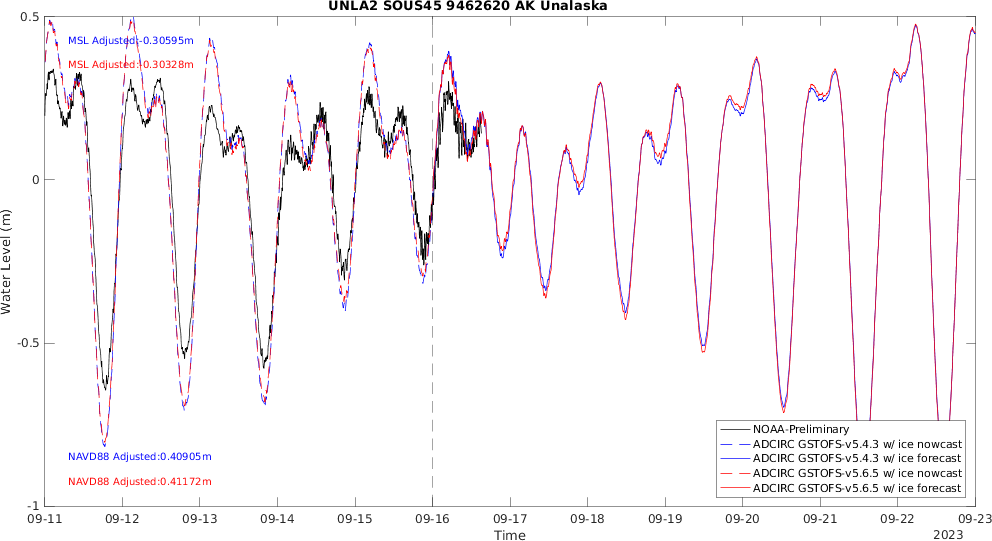 UNLA2 SOUS45 9462620 AK Unalaska
0.5
MSL Adjusted:-0.30595m
MSL Adjusted:-0.30328m
0
Water Level (m)
-0.5
NOAA-Preliminary
ADCIRC GSTOFS-v5.4.3 w/ ice nowcast
NAVD88 Adjusted:0.40905m
ADCIRC GSTOFS-v5.4.3 w/ ice forecast
ADCIRC GSTOFS-v5.6.5 w/ ice nowcast
NAVD88 Adjusted:0.41172m
ADCIRC GSTOFS-v5.6.5 w/ ice forecast
-1
09-11 09-12 09-13 09-14 09-15 09-16 09-17 09-18 09-19 09-20 09-21 09-22 09-23
Time
2023